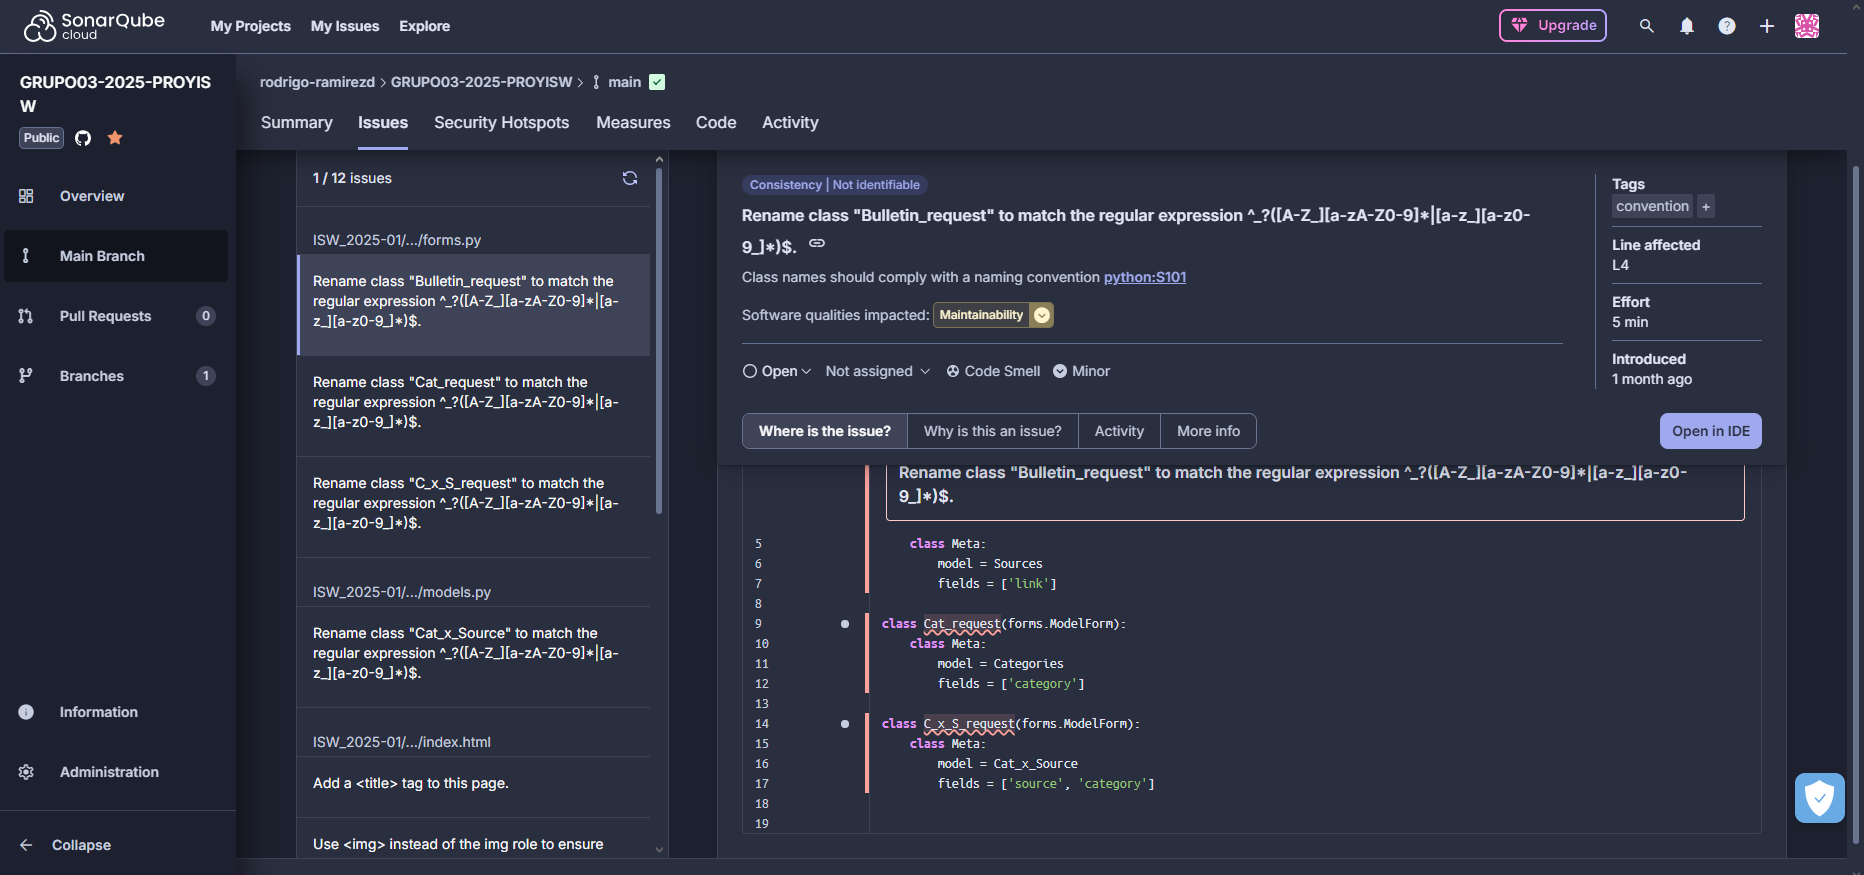 SonarQube
cloud
My Projects
My Issues
Explore
Upgrade
GRUPO03-2025-PROYIS
W
Public
Overview
Main Branch
Pull Requests
0
Branches
1
Information
Administration
Collapse
rodrigo-ramirezd > GRUPO03-2025-PROYISW > main
Summary
Issues
Security Hotspots
Measures
Code
Activity
1 / 12 issues
ISW_2025-01/.../forms.py
Rename class "Bulletin_request" to match the
regular expression ^_?([A-Z_][a-zA-Z0-9]*|[a-
z_][a-z0-9_]*)$.
Rename class "Cat_request" to match the
regular expression ^_?([A-Z_][a-zA-Z0-9]*|[a-
z_][a-z0-9_]*)$.
Rename class "C_x_S_request" to match the
regular expression ^_?([A-Z_][a-zA-Z0-9]*|[a-
z_][a-z0-9_]*)$.
ISW_2025-01/.../models.py
Rename class "Cat_x_Source" to match the
regular expression ^_?([A-Z_][a-zA-Z0-9]*|[a-
z_][a-z0-9_]*)$.
ISW_2025-01/.../index.html
Add a <title> tag to this page.
Use <img> instead of the img role to ensure
Consistency | Not identifiable
Rename class "Bulletin_request" to match the regular expression ^_?([A-Z_][a-zA-Z0-9]*|[a-z_][a-z0-
9_]*)$.
Class names should comply with a naming convention python:S101
Software qualities impacted: Maintainability
Open
Not assigned
Code Smell
Minor
Tags
convention +
Line affected
L4
Effort
5 min
Introduced
1 month ago
Where is the issue?
Why is this an issue?
Activity
More info
Open in IDE
Rename class "Bulletin_request" to match the regular expression ^_?([A-Z_][a-zA-Z0-9]*|[a-z_][a-z0-
9_]*)$.
5 class Meta:
6 model = Sources
7 fields = ['link']
8
9 class Cat_request(forms.ModelForm):
10 class Meta:
11 model = Categories
12 fields = ['category']
13
14 class C_x_S_request(forms.ModelForm):
15 class Meta:
16 model = Cat_x_Source
17 fields = ['source', 'category']
18
19